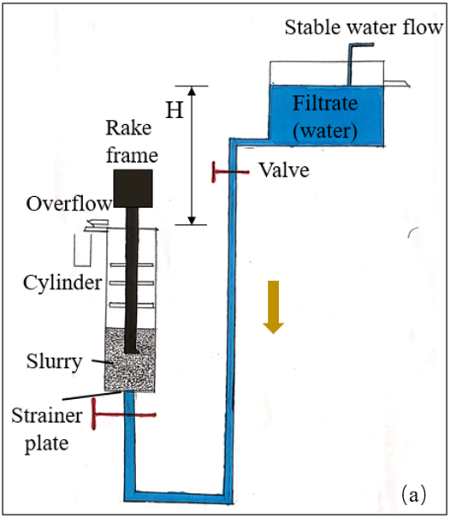 Stable water flow
H
Filtrate
(water)
Rake
frame
Valve
Overflow
Cylinder
Slurry
Strainer
plate
(a)